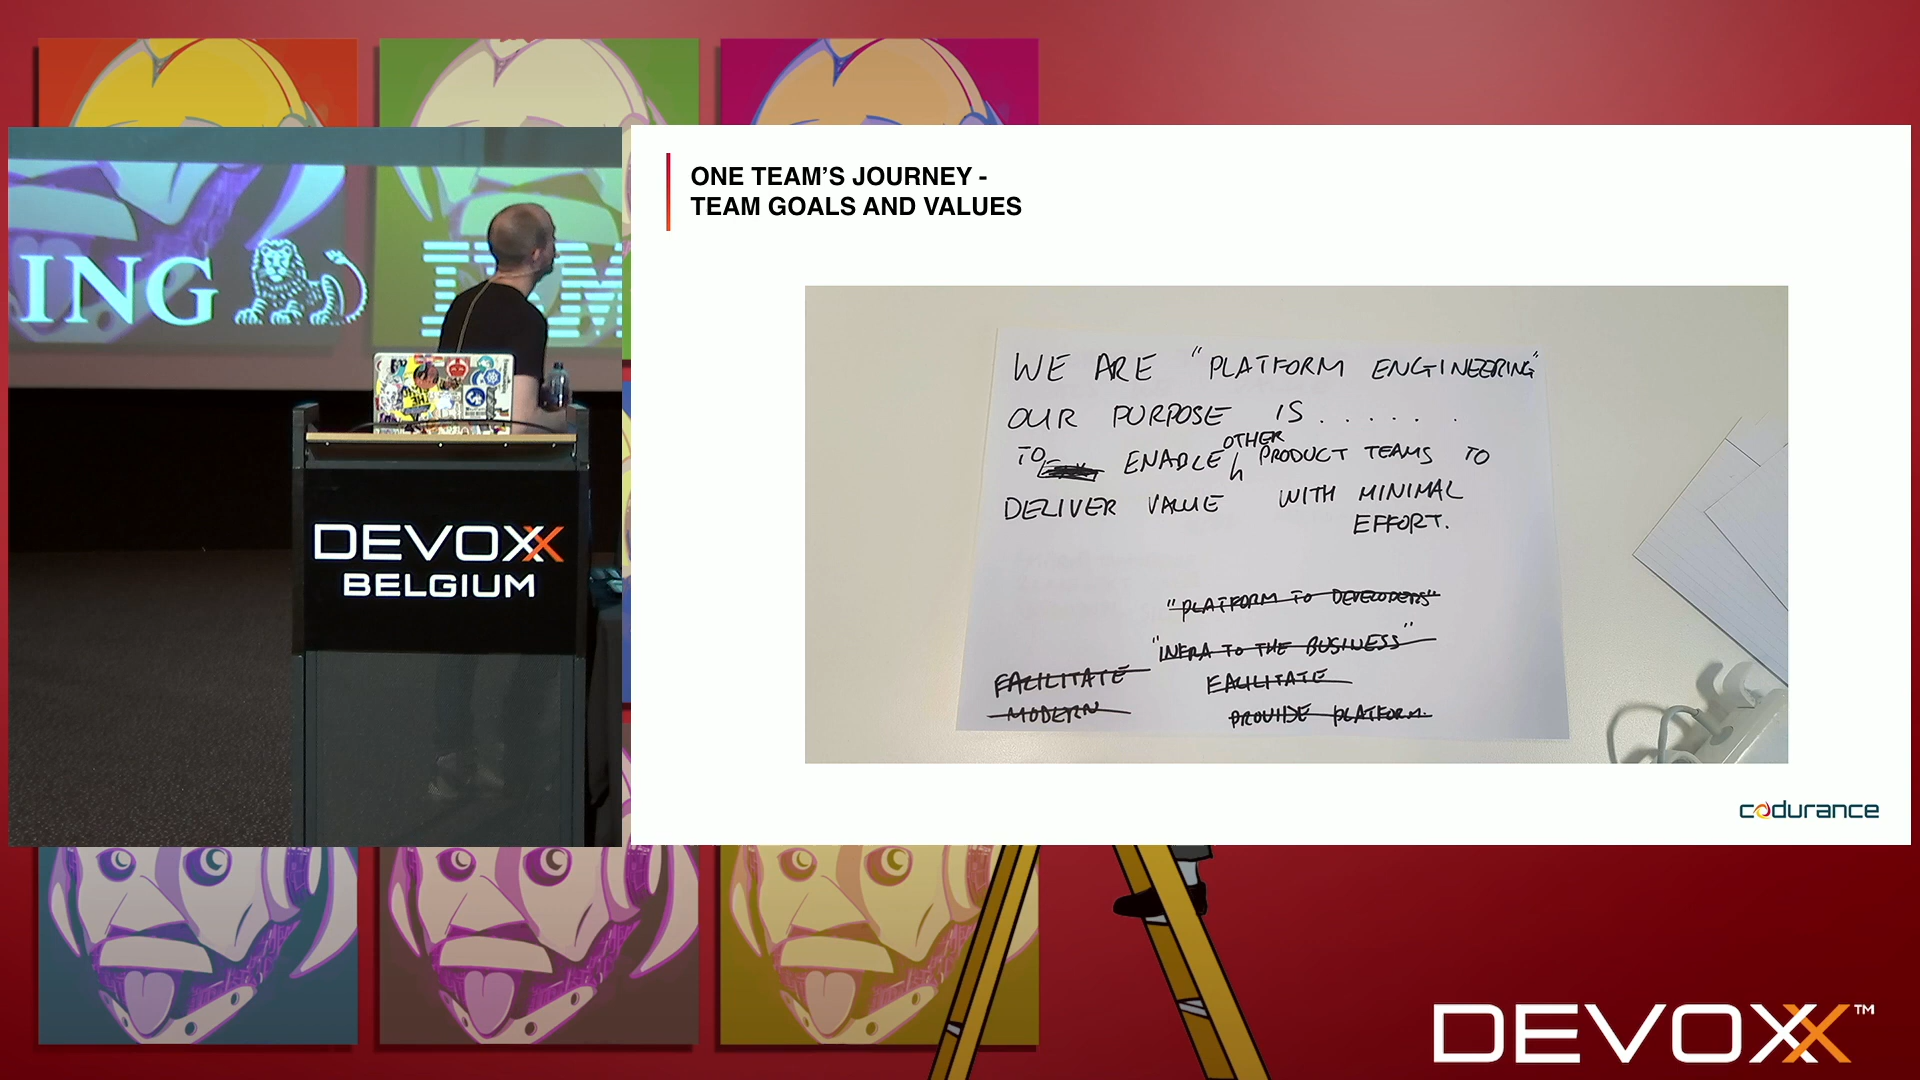 ING
IBM
DEVOXX
BELGIUM
ONE TEAM'S JOURNEY -
TEAM GOALS AND VALUES
WE ARE "PLATFORM ENGINEERING"
OUR PURPOSE IS . . . . . .
OTHER
TO ENABLE PRODUCT TEAMS TO
DELIVER VALUE WITH MINIMAL
EFFORT.
"PLATFORM TO DEVELOPERS"
"INFRA TO THE BUSINESS"
FACILITATE FACILITATE
MODERN PROVIDE PLATFORM.
codurance
DEVOXX™